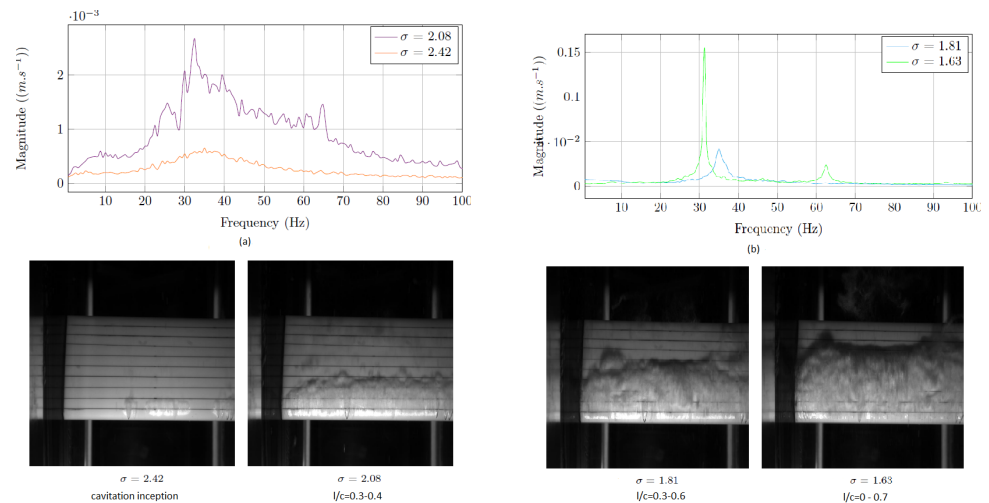 ·10⁻³
σ = 2.08
σ = 2.42
2
1
0
Magnitude ((m.s⁻¹))
10 20 30 40 50 60 70 80 90 100
Frequency (Hz)
(a)
σ = 1.81
σ = 1.63
0.15
0.1
·10⁻²
0
Magnitude ((m.s⁻¹))
10 20 30 40 50 60 70 80 90 100
Frequency (Hz)
(b)
σ = 2.42
cavitation inception
σ = 2.08
l/c=0.3-0.4
σ = 1.81
l/c=0.3-0.6
σ = 1.63
l/c=0 - 0.7